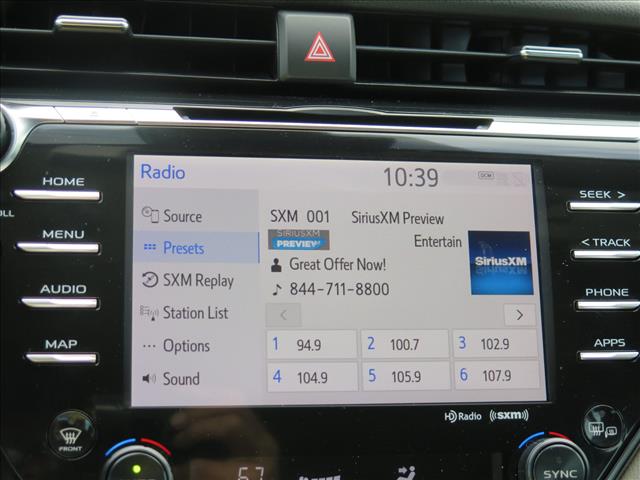 Radio
10:39
DCM
HOME
SEEK >
Source
SXM 001 SiriusXM Preview
MENU
SIRIUSXM
PREVIEW
Entertain
< TRACK
Presets
Great Offer Now!
SiriusXM
AUDIO
SXM Replay
844-711-8800
PHONE
Station List
<
>
MAP
Options
1 94.9
2 100.7
3 102.9
APPS
Sound
4 104.9
5 105.9
6 107.9
HD Radio
((sxm))
FRONT
67
SYNC